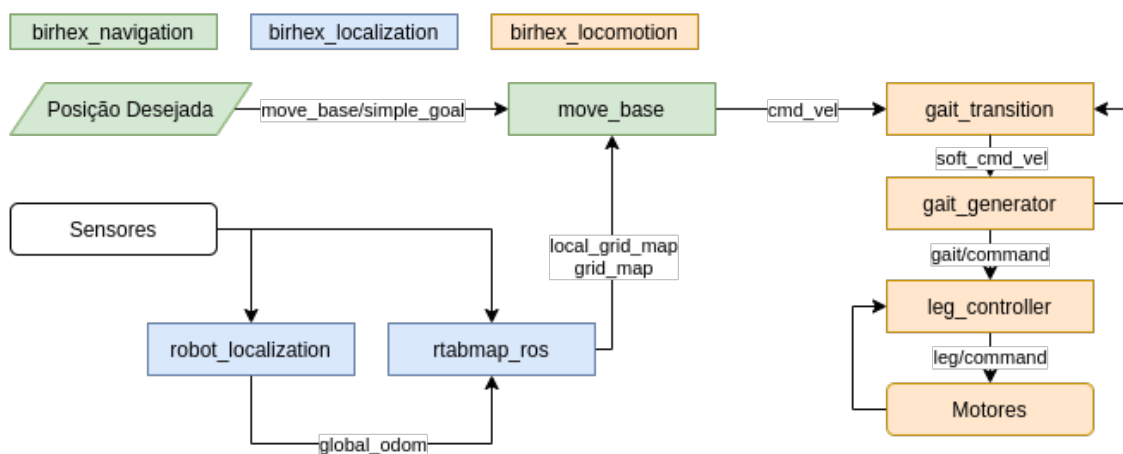 birhex_navigation
birhex_localization
birhex_locomotion
Posição Desejada
move_base/simple_goal
move_base
cmd_vel
gait_transition
soft_cmd_vel
gait_generator
Sensores
local_grid_map
grid_map
gait/command
leg_controller
robot_localization
rtabmap_ros
leg/command
Motores
global_odom